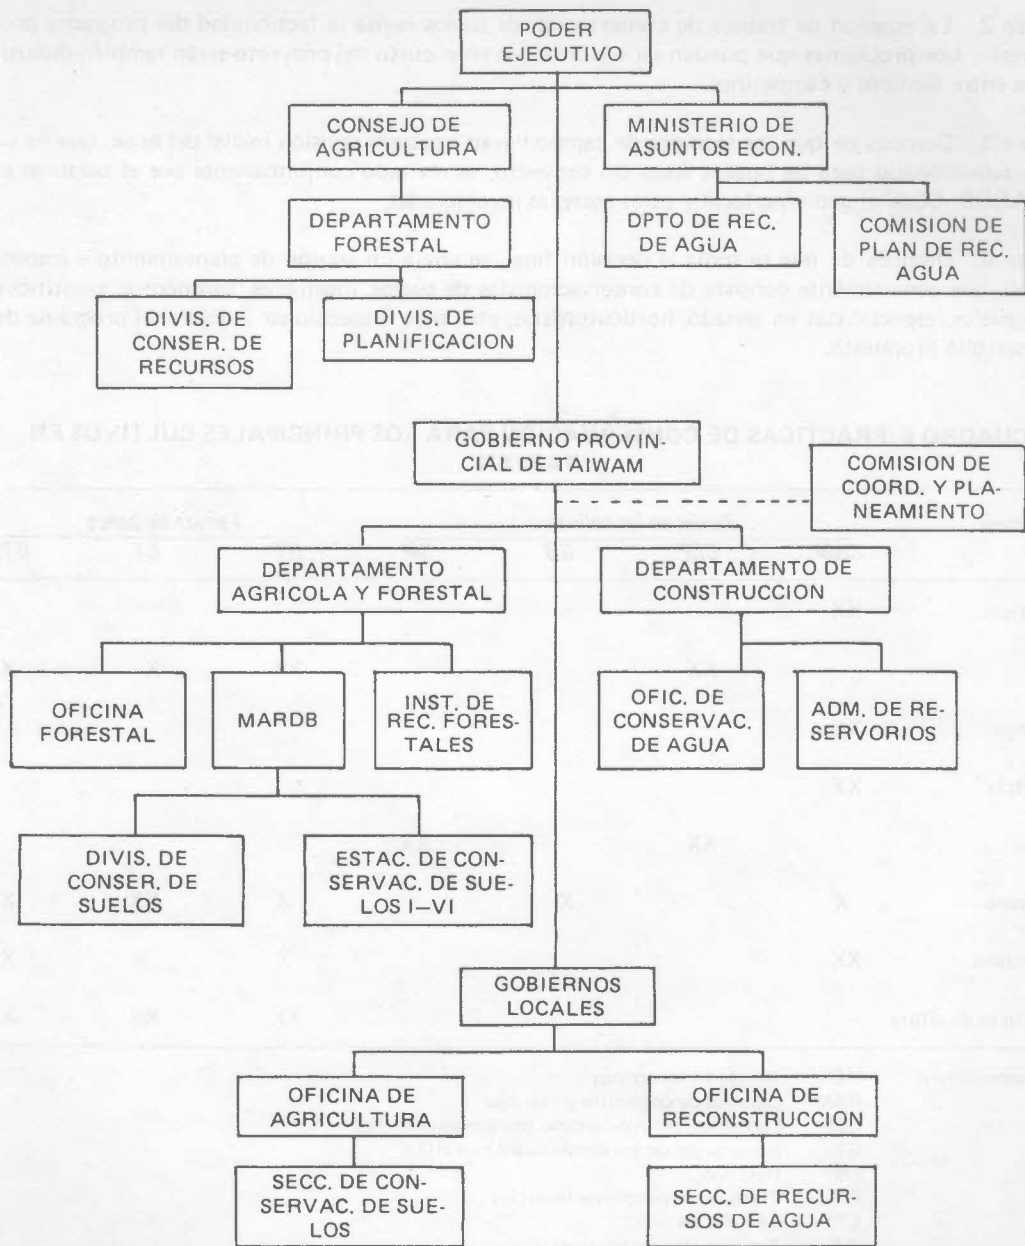 PODER
EJECUTIVO
CONSEJO DE
AGRICULTURA
MINISTERIO DE
ASUNTOS ECON.
DEPARTAMENTO
FORESTAL
DPTO DE REC.
DE AGUA
COMISION DE
PLAN DE REC.
AGUA
DIVIS. DE
CONSER. DE
RECURSOS
DIVIS. DE
PLANIFICACION
GOBIERNO PROVIN-
CIAL DE TAIWAM
COMISION DE
COORD. Y PLA-
NEAMIENTO
DEPARTAMENTO
AGRICOLA Y FORESTAL
DEPARTAMENTO DE
CONSTRUCCION
OFICINA
FORESTAL
MARDB
INST. DE
REC. FORES-
TALES
OFIC. DE
CONSERVAC.
DE AGUA
ADM. DE RE-
SERVORIOS
DIVIS. DE
CONSER. DE
SUELOS
ESTAC. DE CON-
SERVAC. DE SUE-
LOS I—VI
GOBIERNOS
LOCALES
OFICINA DE
AGRICULTURA
OFICINA DE
RECONSTRUCCION
SECC. DE CON-
SERVAC. DE SUE-
LOS
SECC. DE RECUR-
SOS DE AGUA